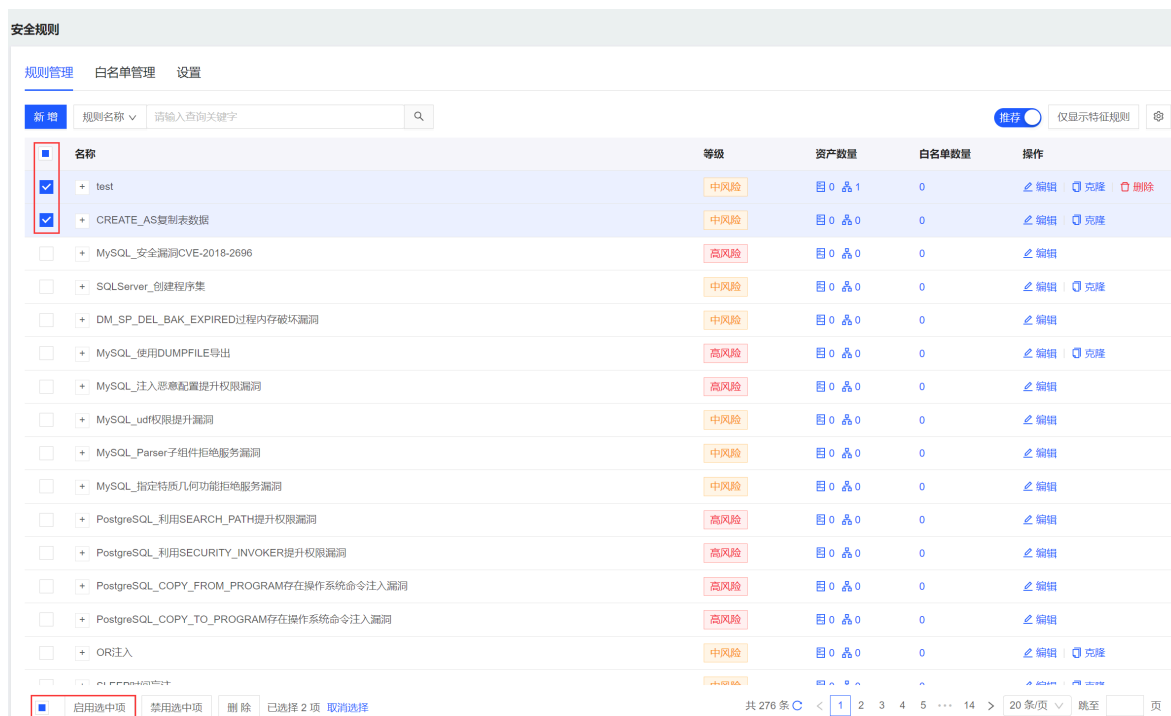 安全规则
规则管理 白名单管理 设置
新 增 规则名称 请输入查询关键字 推荐 仅显示特征规则
名称 等级 资产数量 白名单数量 操作
test 中风险 0 1 0 编辑 克隆 删除
CREATE_AS复制表数据 中风险 0 0 0 编辑 克隆
MySQL_安全漏洞CVE-2018-2696 高风险 0 0 0 编辑
SQLServer_创建程序集 中风险 0 0 0 编辑 克隆
DM_SP_DEL_BAK_EXPIRED过程内存破坏漏洞 中风险 0 0 0 编辑
MySQL_使用DUMPFILE导出 高风险 0 0 0 编辑 克隆
MySQL_注入恶意配置提升权限漏洞 高风险 0 0 0 编辑
MySQL_udf权限提升漏洞 中风险 0 0 0 编辑
MySQL_Parser子组件拒绝服务漏洞 中风险 0 0 0 编辑
MySQL_指定特质几何功能拒绝服务漏洞 中风险 0 0 0 编辑
PostgreSQL_利用SEARCH_PATH提升权限漏洞 高风险 0 0 0 编辑
PostgreSQL_利用SECURITY_INVOKER提升权限漏洞 高风险 0 0 0 编辑
PostgreSQL_COPY_FROM_PROGRAM存在操作系统命令注入漏洞 高风险 0 0 0 编辑
PostgreSQL_COPY_TO_PROGRAM存在操作系统命令注入漏洞 高风险 0 0 0 编辑
OR注入 中风险 0 0 0 编辑 克隆
启用选中项 禁用选中项 删 除 已选择 2 项 取消选择 共 276 条 < 1 2 3 4 5 ••• 14 > 20 条/页 跳至 页